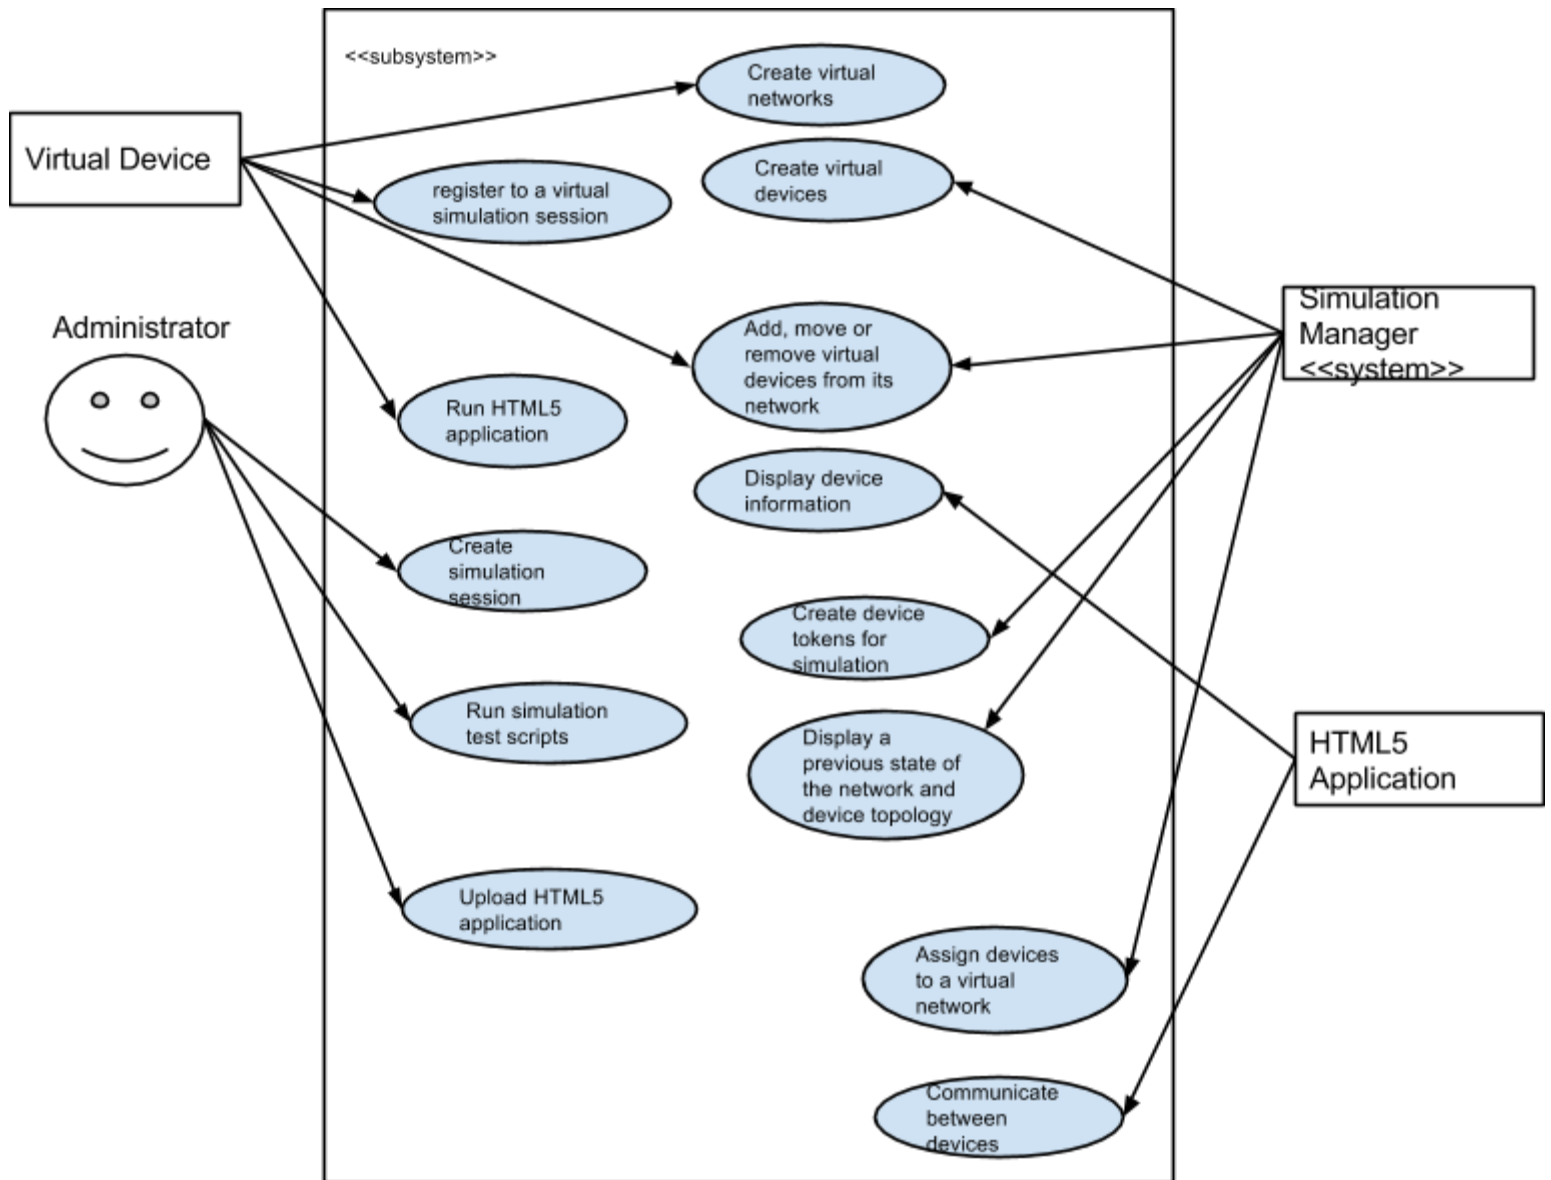 <<subsystem>>
Create virtual
networks
Virtual Device
Create virtual
devices
register to a virtual
simulation session
Simulation
Manager
<<system>>
Administrator
Add, move or
remove virtual
devices from its
network
Run HTML5
application
Display device
information
Create
simulation
session
Create device
tokens for
simulation
Run simulation
test scripts
Display a
previous state of
the network and
device topology
HTML5
Application
Upload HTML5
application
Assign devices
to a virtual
network
Communicate
between
devices